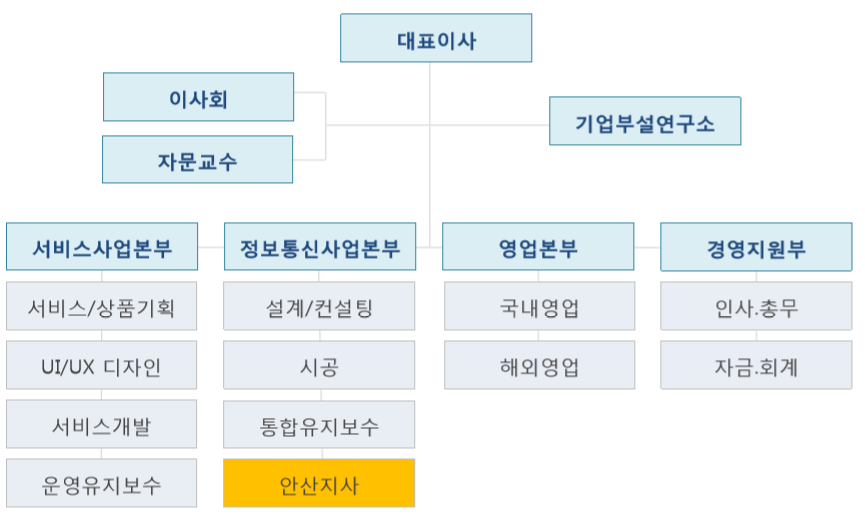 대표이사
이사회
기업부설연구소
자문교수
서비스사업본부
정보통신사업본부
영업본부
경영지원부
서비스/상품기획
설계/컨설팅
국내영업
인사.총무
UI/UX 디자인
시공
해외영업
자금.회계
서비스개발
통합유지보수
운영유지보수
안산지사